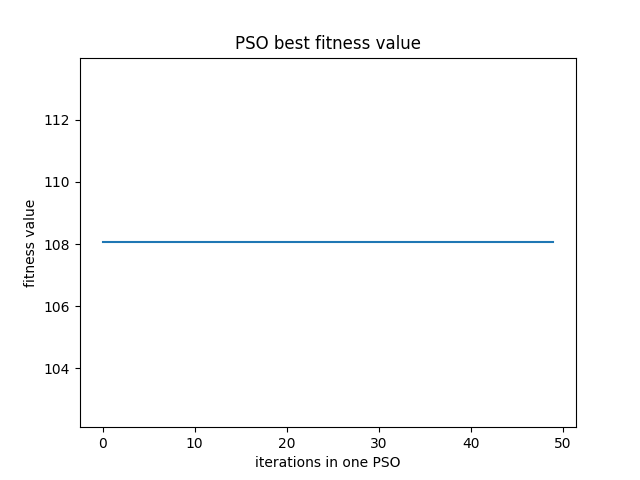 PSO best fitness value
fitness value
112
110
108
106
104
0 10 20 30 40 50
iterations in one PSO